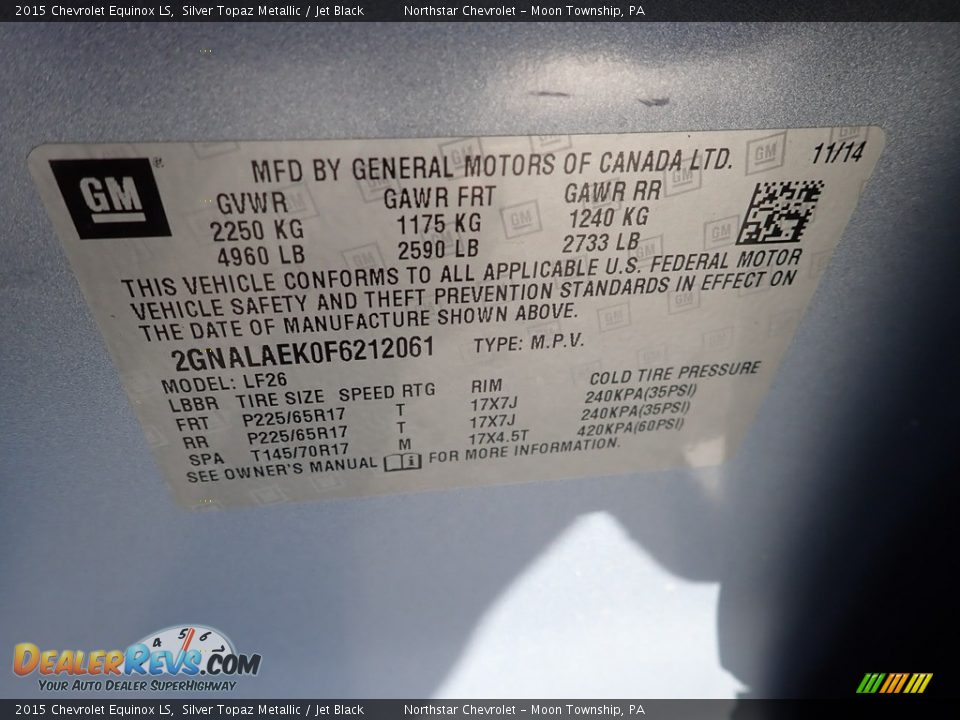 2015 Chevrolet Equinox LS, Silver Topaz Metallic / Jet Black Northstar Chevrolet - Moon Township, PA
GM ® MFD BY GENERAL MOTORS OF CANADA LTD. 11/14
GVWR GAWR FRT GAWR RR
2250 KG 1175 KG 1240 KG
4960 LB 2590 LB 2733 LB
THIS VEHICLE CONFORMS TO ALL APPLICABLE U.S. FEDERAL MOTOR
VEHICLE SAFETY AND THEFT PREVENTION STANDARDS IN EFFECT ON
THE DATE OF MANUFACTURE SHOWN ABOVE.
2GNALAEK0F6212061 TYPE: M.P.V.
MODEL: LF26
LBBR TIRE SIZE SPEED RTG RIM COLD TIRE PRESSURE
FRT P225/65R17 T 17X7J 240KPA(35PSI)
RR P225/65R17 T 17X7J 240KPA(35PSI)
SPA T145/70R17 M 17X4.5T 420KPA(60PSI)
SEE OWNER'S MANUAL i FOR MORE INFORMATION.
4 5 6 7
DealerRevs.com
Your Auto Dealer SuperHighway
2015 Chevrolet Equinox LS, Silver Topaz Metallic / Jet Black Northstar Chevrolet - Moon Township, PA